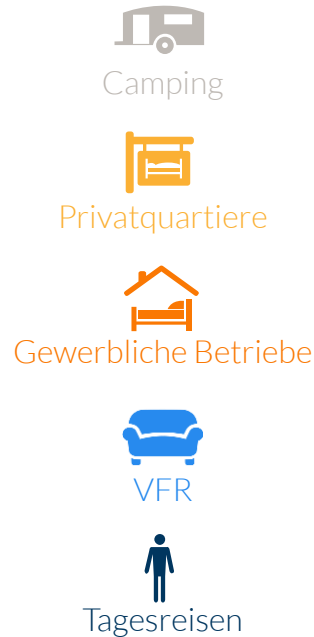 Camping
Privatquartiere
Gewerbliche Betriebe
VFR
Tagesreisen